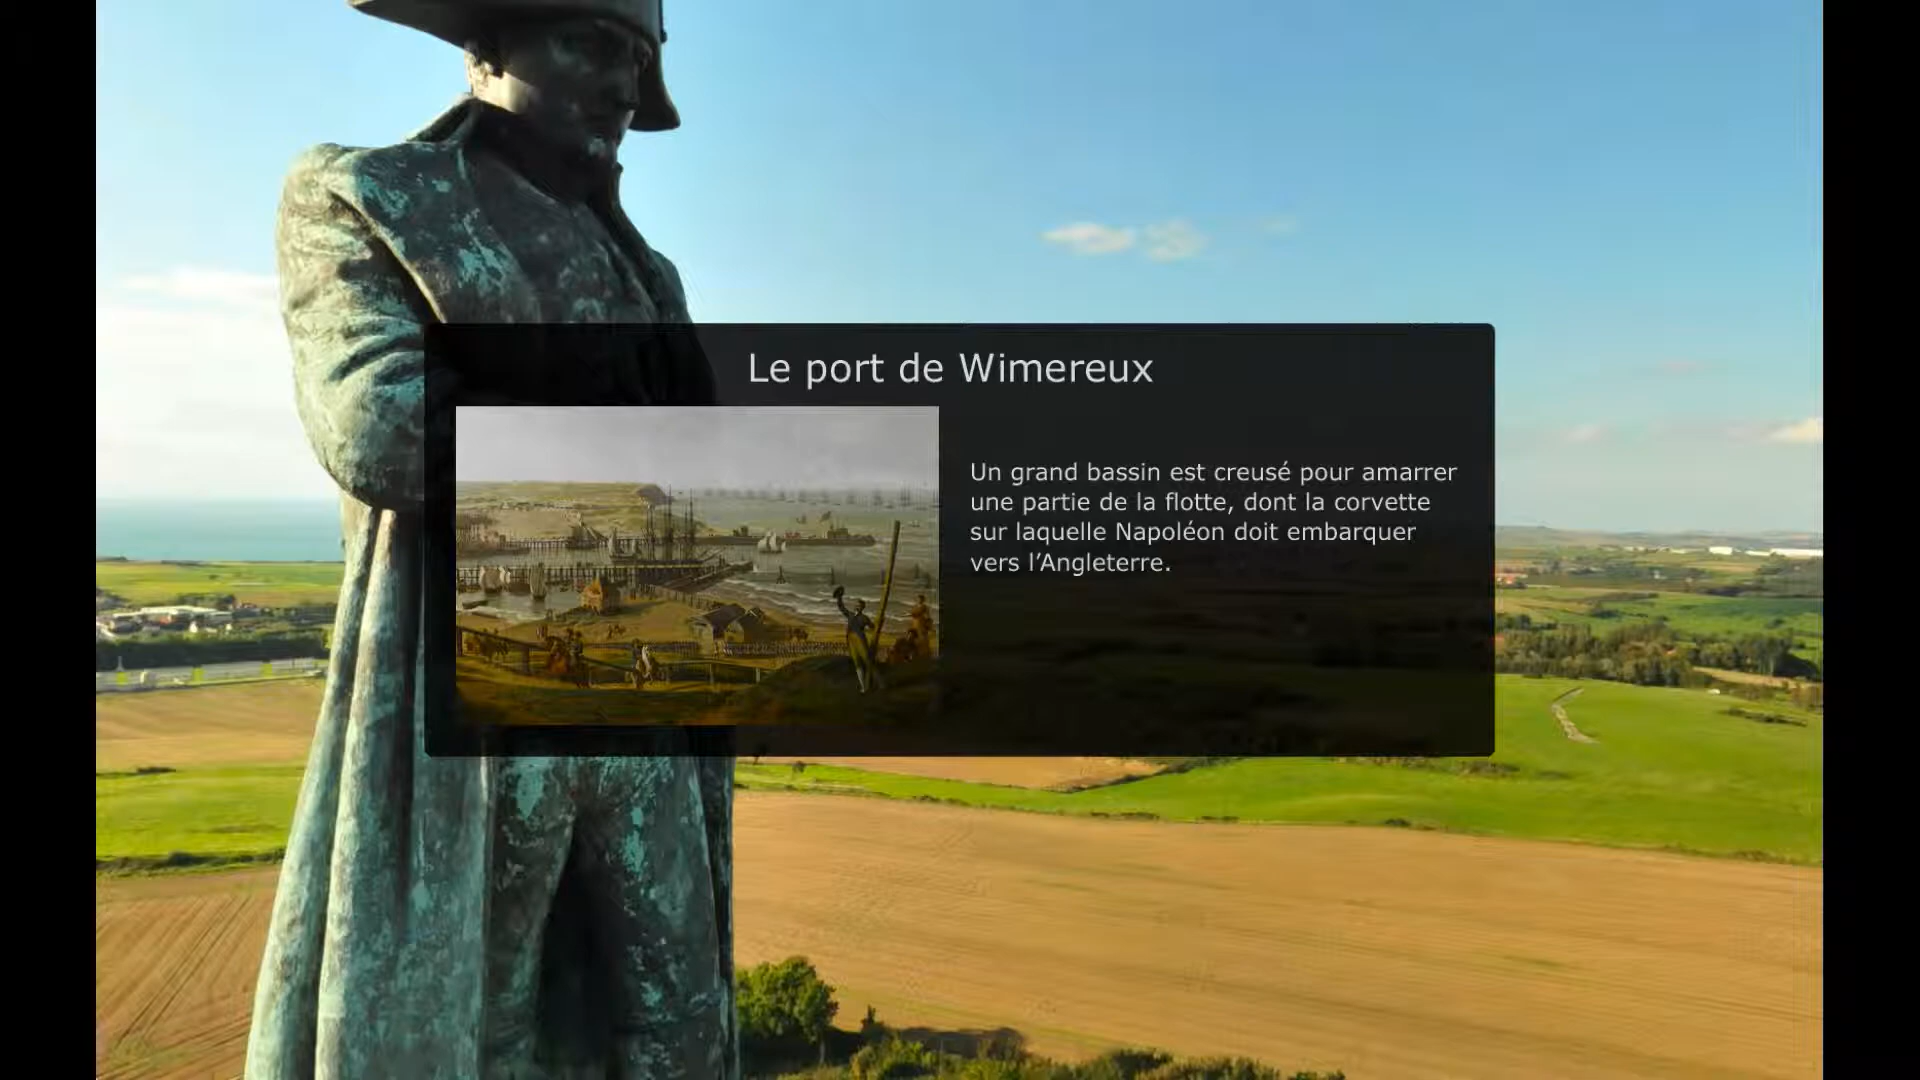 Le port de Wimereux
Un grand bassin est creusé pour amarrer
une partie de la flotte, dont la corvette
sur laquelle Napoléon doit embarquer
vers l’Angleterre.